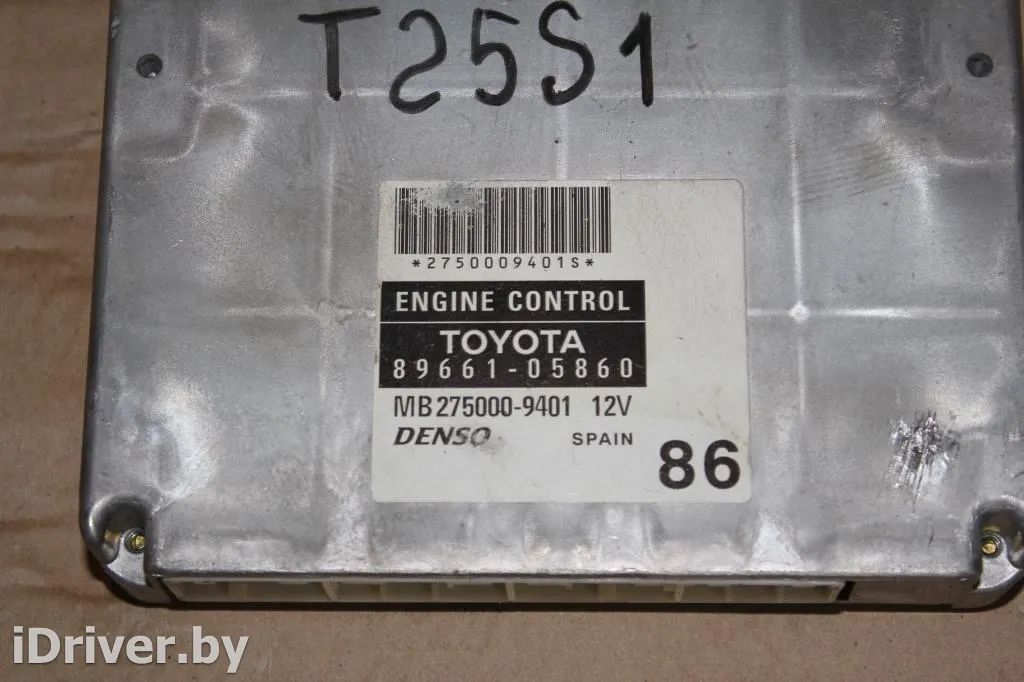 T25S1
*2750009401S*
ENGINE CONTROL
TOYOTA
89661-05860
MB275000-9401 12V
DENSO SPAIN
86
iDriver.by